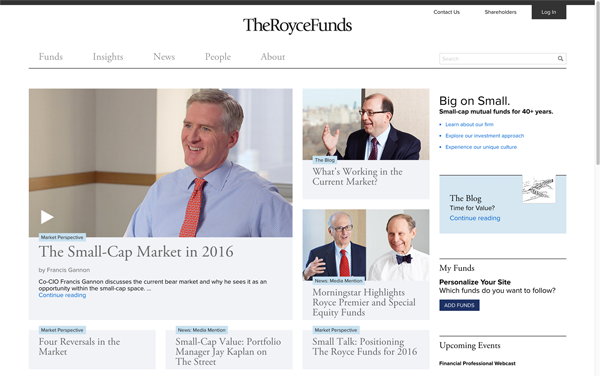 Contact Us
Shareholders
Log In
TheRoyceFunds
Funds
Insights
News
People
About
Search
Market Perspective
The Small-Cap Market in 2016
by Francis Gannon
Co-CIO Francis Gannon discusses the current bear market and why he sees it as an
opportunity within the small-cap space. ...
Continue reading
The Blog
What's Working in the
Current Market?
News: Media Mention
Morningstar Highlights
Royce Premier and Special
Equity Funds
Big on Small.
Small-cap mutual funds for 40+ years.
• Learn about our firm
• Explore our investment approach
• Experience our unique culture
The Blog
Time for Value?
Continue reading
My Funds
Personalize Your Site
Which funds do you want to follow?
ADD FUNDS
Upcoming Events
Financial Professional Webcast
Market Perspective
Four Reversals in the
Market
News: Media Mention
Small-Cap Value: Portfolio
Manager Jay Kaplan on
The Street
Market Perspective
Small Talk: Positioning
The Royce Funds for 2016